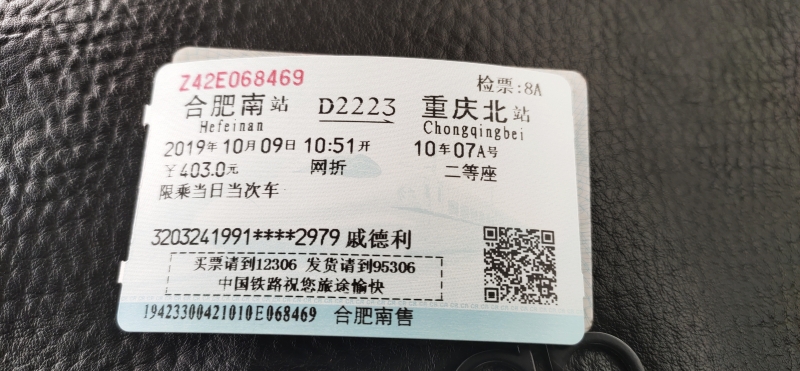 Z42E068469 检票:8A
合肥南站 D2223 重庆北站
Hefeinan Chongqingbei
2019年10月09日10:51开 10车07A号
￥403.0元 网折 二等座
限乘当日当次车
3203241991****2979 戚德利
买票请到12306 发货请到95306
中国铁路祝您旅途愉快
19423300421010E068469 合肥南售